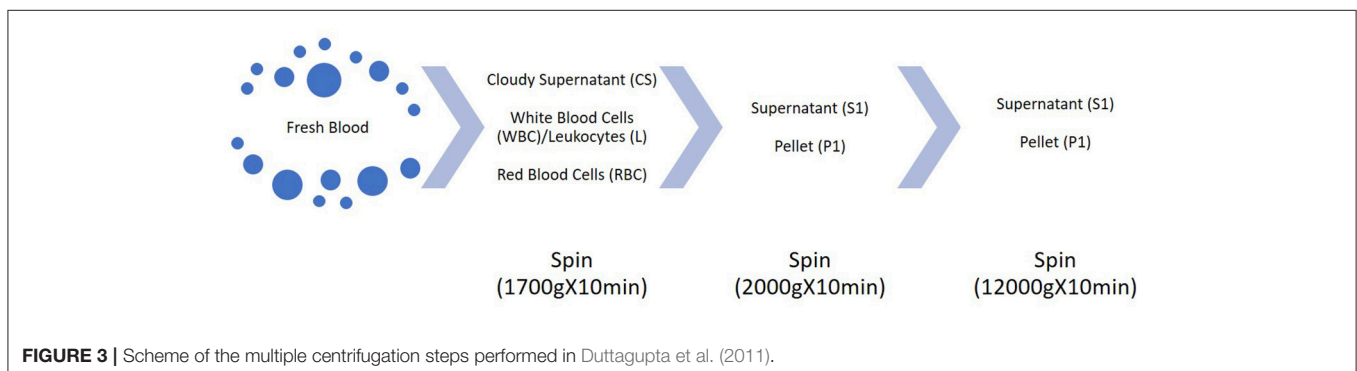 Fresh Blood
Cloudy Supernatant (CS)
White Blood Cells
(WBC)/Leukocytes (L)
Red Blood Cells (RBC)
Supernatant (S1)
Pellet (P1)
Supernatant (S1)
Pellet (P1)
Spin
(1700gX10min)
Spin
(2000gX10min)
Spin
(12000gX10min)
FIGURE 3 | Scheme of the multiple centrifugation steps performed in Duttagupta et al. (2011).